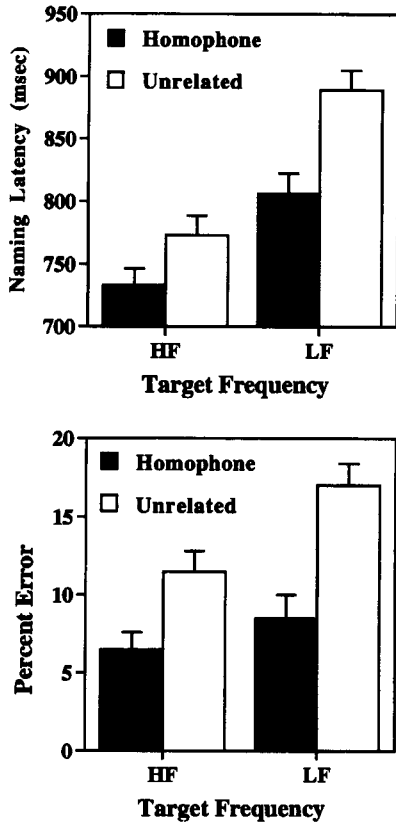 950
900
850
800
750
700
Naming Latency (msec)
Homophone
Unrelated
HF LF
Target Frequency
20
15
10
5
0
Percent Error
Homophone
Unrelated
HF LF
Target Frequency